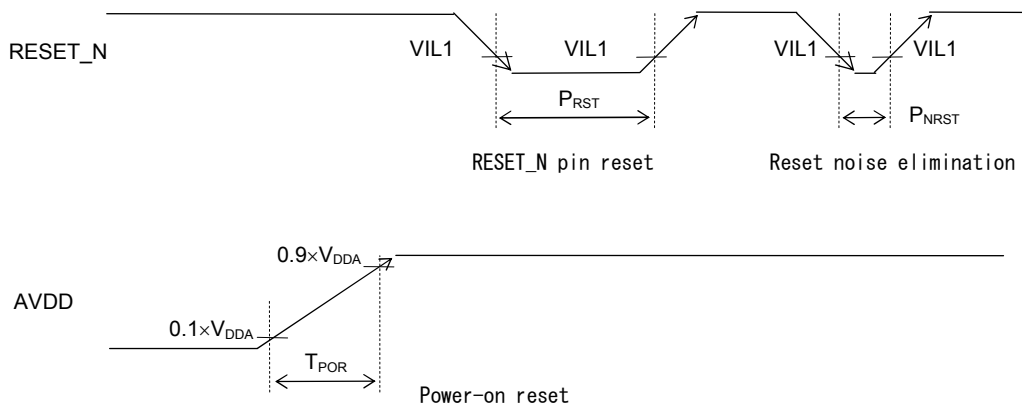 RESET_N
VIL1
VIL1
VIL1
VIL1
PRST
PNRST
RESET_N pin reset
Reset noise elimination
0.9×VDDA
AVDD
0.1×VDDA
TPOR
Power-on reset